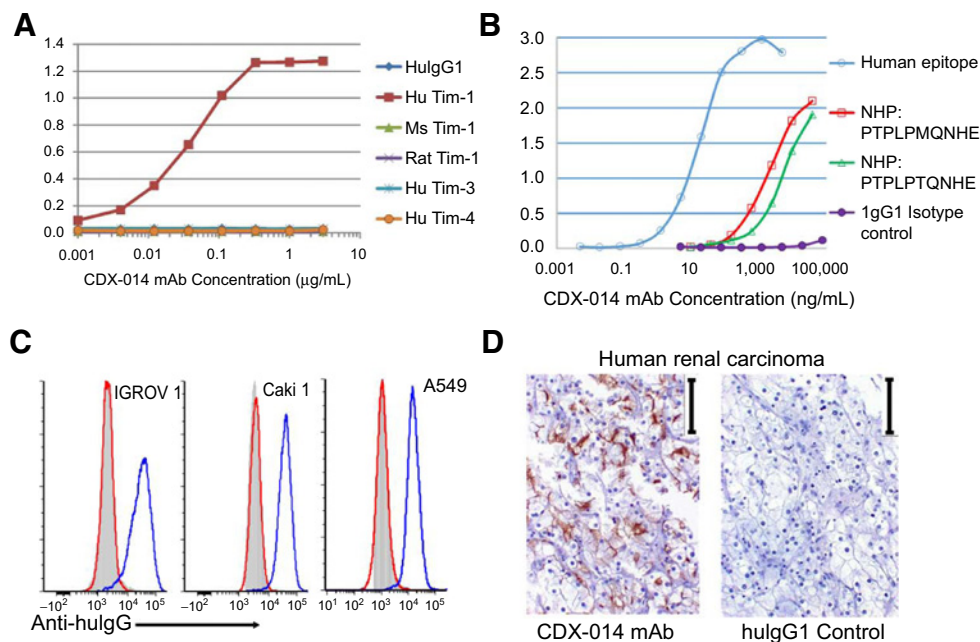 A
1.4
1.2
1.0
0.8
0.6
0.4
0.2
0.0
0.001 0.01 0.1 1 10
CDX-014 mAb Concentration (μg/mL)
HuIgG1
Hu Tim-1
Ms Tim-1
Rat Tim-1
Hu Tim-3
Hu Tim-4
B
3.0
2.5
2.0
1.5
1.0
0.5
0.0
0.001 0.1 10 1,000 100,000
CDX-014 mAb Concentration (ng/mL)
Human epitope
NHP:
PTPLPMQNHE
NHP:
PTPLPTQNHE
1gG1 Isotype
control
C
IGROV 1
Caki 1
A549
−10² 10³ 10⁴ 10⁵
−10² 10³ 10⁴ 10⁵
10¹ 10² 10³ 10⁴ 10⁵
Anti-huIgG
D
Human renal carcinoma
CDX-014 mAb
huIgG1 Control